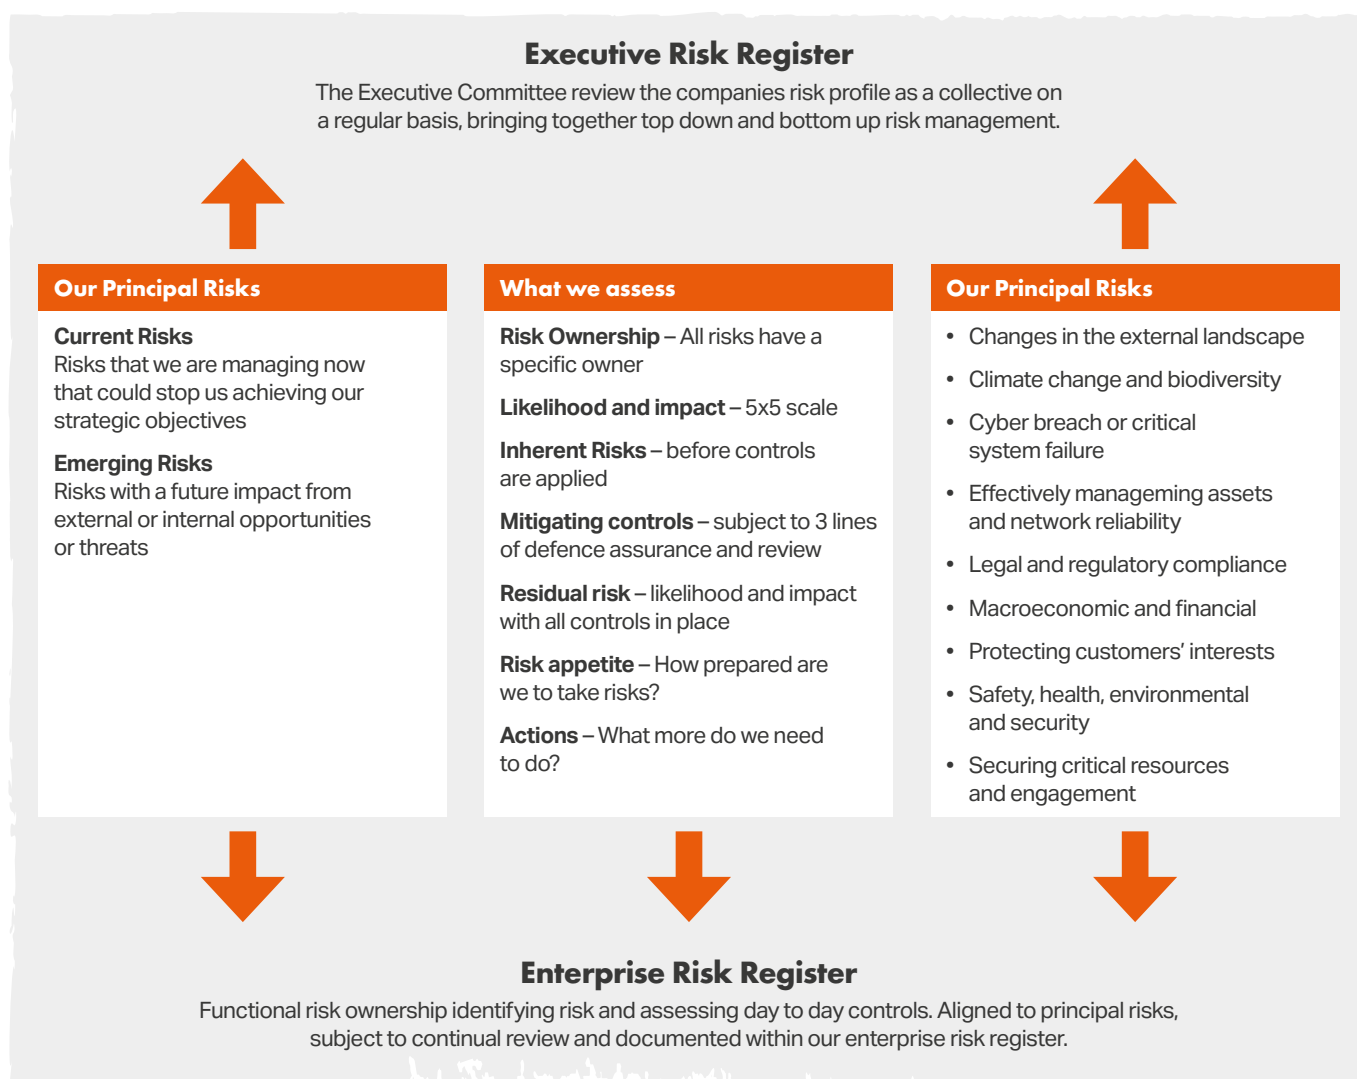 Executive Risk Register
The Executive Committee review the companies risk profile as a collective on
a regular basis, bringing together top down and bottom up risk management.
Our Principal Risks
Current Risks
Risks that we are managing now
that could stop us achieving our
strategic objectives
Emerging Risks
Risks with a future impact from
external or internal opportunities
or threats
What we assess
Risk Ownership – All risks have a
specific owner
Likelihood and impact – 5x5 scale
Inherent Risks – before controls
are applied
Mitigating controls – subject to 3 lines
of defence assurance and review
Residual risk – likelihood and impact
with all controls in place
Risk appetite – How prepared are
we to take risks?
Actions – What more do we need
to do?
Our Principal Risks
• Changes in the external landscape
• Climate change and biodiversity
• Cyber breach or critical
system failure
• Effectively manageming assets
and network reliability
• Legal and regulatory compliance
• Macroeconomic and financial
• Protecting customers’ interests
• Safety, health, environmental
and security
• Securing critical resources
and engagement
Enterprise Risk Register
Functional risk ownership identifying risk and assessing day to day controls. Aligned to principal risks,
subject to continual review and documented within our enterprise risk register.